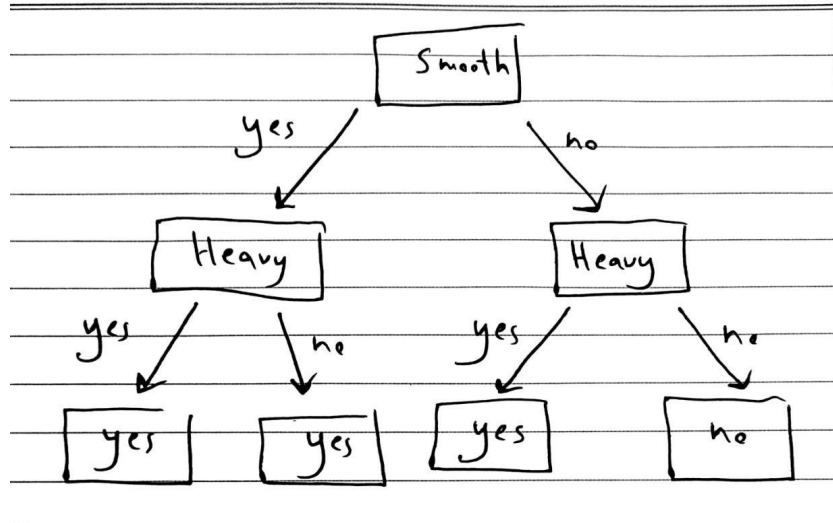 Smooth
yes no
Heavy Heavy
yes no yes no
yes yes yes no